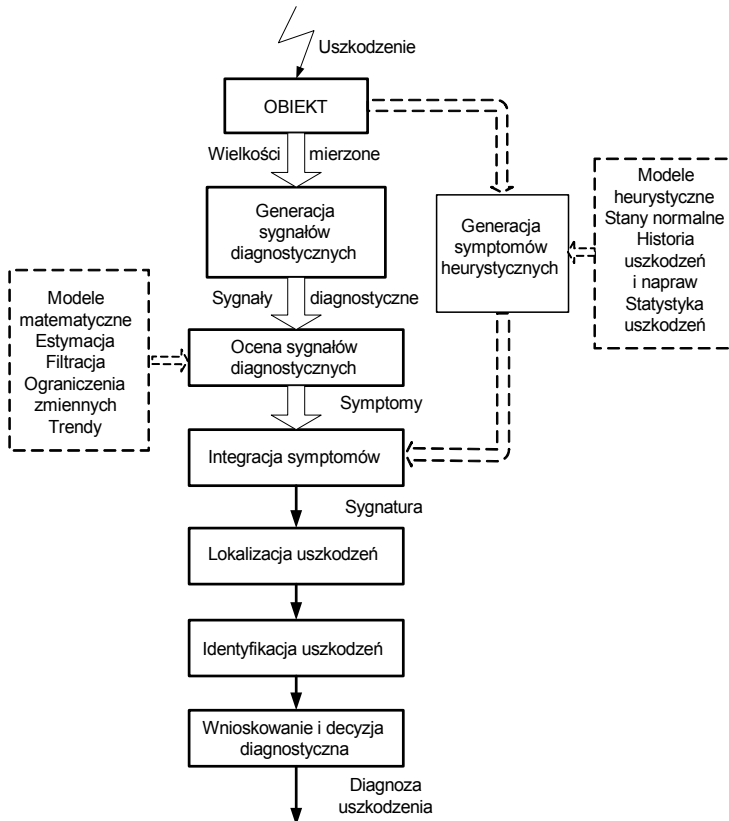 Uszkodzenie
OBIEKT
Wielkości mierzone
Generacja
sygnałów
diagnostycznych
Generacja
symptomów
heurystycznych
Modele
heurystyczne
Stany normalne
Historia
uszkodzeń
i napraw
Statystyka
uszkodzeń
Sygnały diagnostyczne
Modele
matematyczne
Estymacja
Filtracja
Ograniczenia
zmiennych
Trendy
Ocena sygnałów
diagnostycznych
Symptomy
Integracja symptomów
Sygnatura
Lokalizacja uszkodzeń
Identyfikacja uszkodzeń
Wnioskowanie i decyzja
diagnostyczna
Diagnoza
uszkodzenia